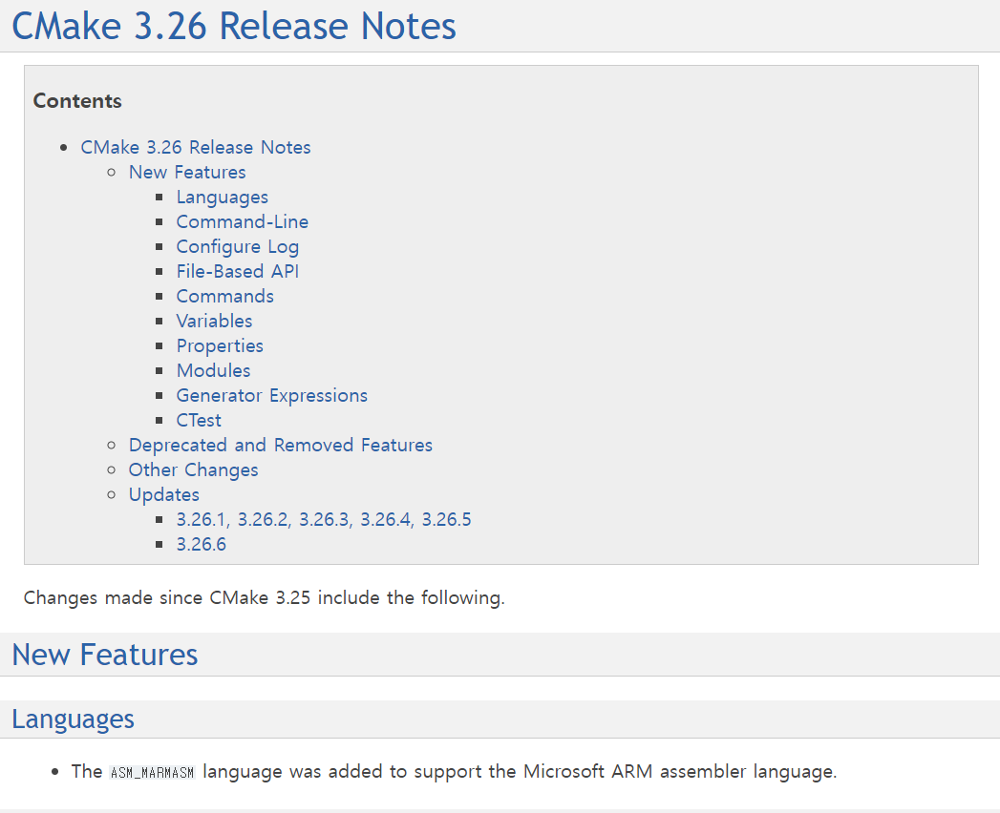 CMake 3.26 Release Notes
Contents
CMake 3.26 Release Notes
New Features
Languages
Command-Line
Configure Log
File-Based API
Commands
Variables
Properties
Modules
Generator Expressions
CTest
Deprecated and Removed Features
Other Changes
Updates
3.26.1, 3.26.2, 3.26.3, 3.26.4, 3.26.5
3.26.6
Changes made since CMake 3.25 include the following.
New Features
Languages
The ASM_MARMASM language was added to support the Microsoft ARM assembler language.